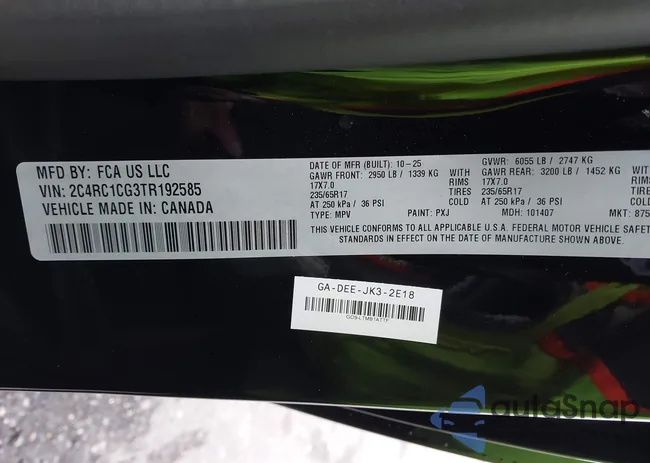 MFD BY: FCA US LLC
VIN: 2C4RC1CG3TR192585
VEHICLE MADE IN: CANADA
DATE OF MFR (BUILT): 10-25 GVWR: 6055 LB / 2747 KG
GAWR FRONT: 2950 LB / 1339 KG GAWR REAR: 3200 LB / 1452 KG
17X7.0 RIMS 17X7.0
235/65R17 TIRES 235/65R17
AT 250 kPa / 36 PSI COLD AT 250 kPa / 36 PSI
TYPE: MPV PAINT: PXJ MDH: 101407 MKT: 875
THIS VEHICLE CONFORMS TO ALL APPLICABLE U.S.A. FEDERAL MOTOR VEHICLE SAFETY
STANDARDS IN EFFECT ON THE DATE OF MANUFACTURE SHOWN ABOVE.
GA-DEE-JK3-2E18
autoSnap